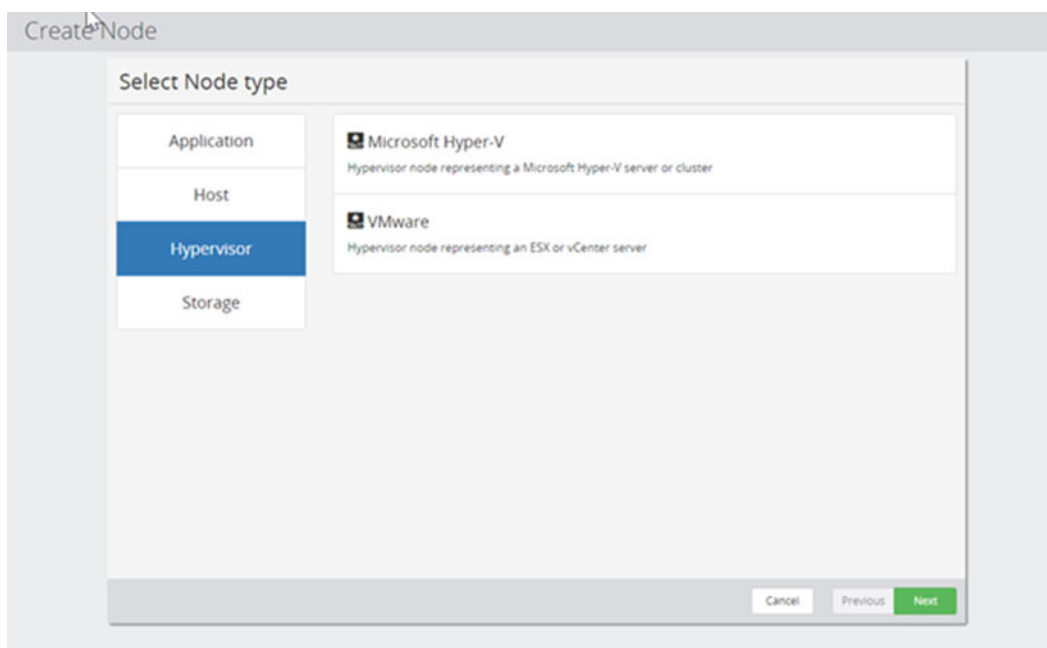 Create Node
Select Node type
Application
Host
Hypervisor
Storage
Microsoft Hyper-V
Hypervisor node representing a Microsoft Hyper-V server or cluster
VMware
Hypervisor node representing an ESX or vCenter server
Cancel
Previous
Next